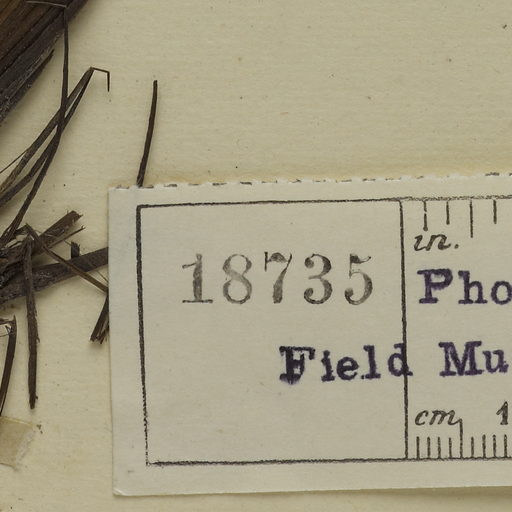 in.
18735 Pho
Field Mu
cm 1